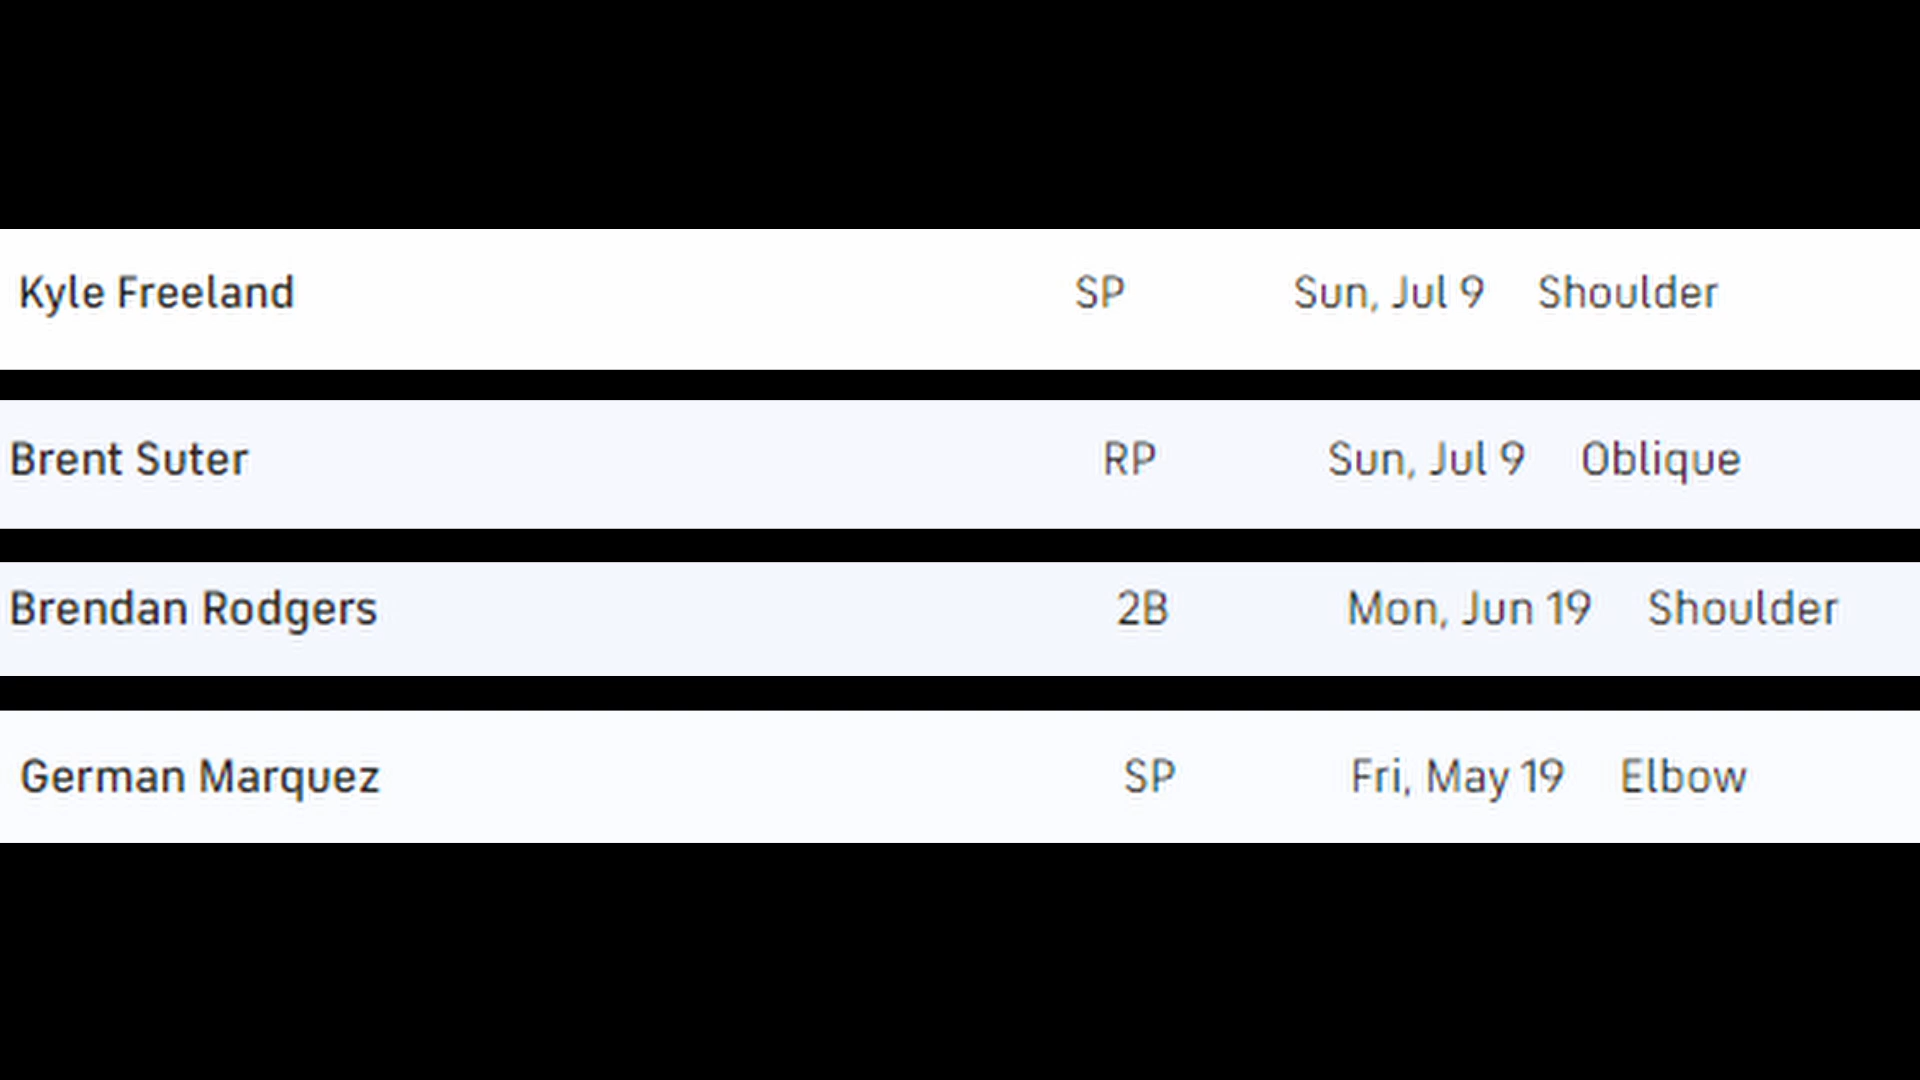 Kyle Freeland SP Sun, Jul 9 Shoulder
Brent Suter RP Sun, Jul 9 Oblique
Brendan Rodgers 2B Mon, Jun 19 Shoulder
German Marquez SP Fri, May 19 Elbow